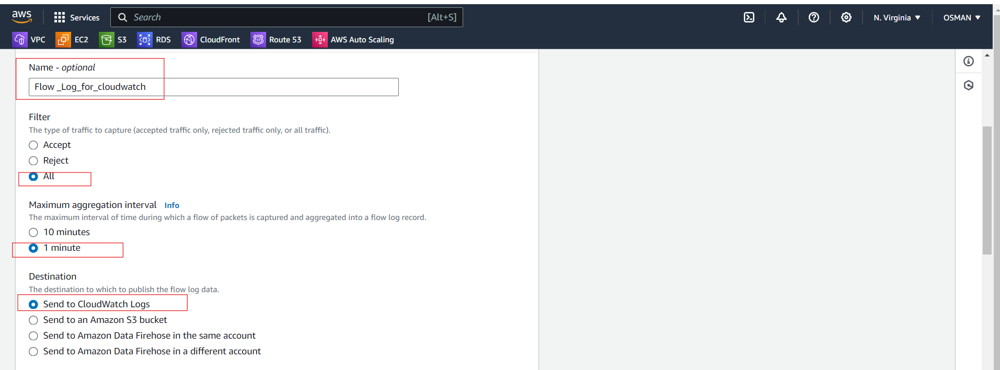 aws Services Search [Alt+S] N. Virginia OSMAN
VPC EC2 S3 RDS CloudFront Route 53 AWS Auto Scaling
Name - optional
Flow _Log_for_cloudwatch
Filter
The type of traffic to capture (accepted traffic only, rejected traffic only, or all traffic).
Accept
Reject
All
Maximum aggregation interval Info
The maximum interval of time during which a flow of packets is captured and aggregated into a flow log record.
10 minutes
1 minute
Destination
The destination to which to publish the flow log data.
Send to CloudWatch Logs
Send to an Amazon S3 bucket
Send to Amazon Data Firehose in the same account
Send to Amazon Data Firehose in a different account